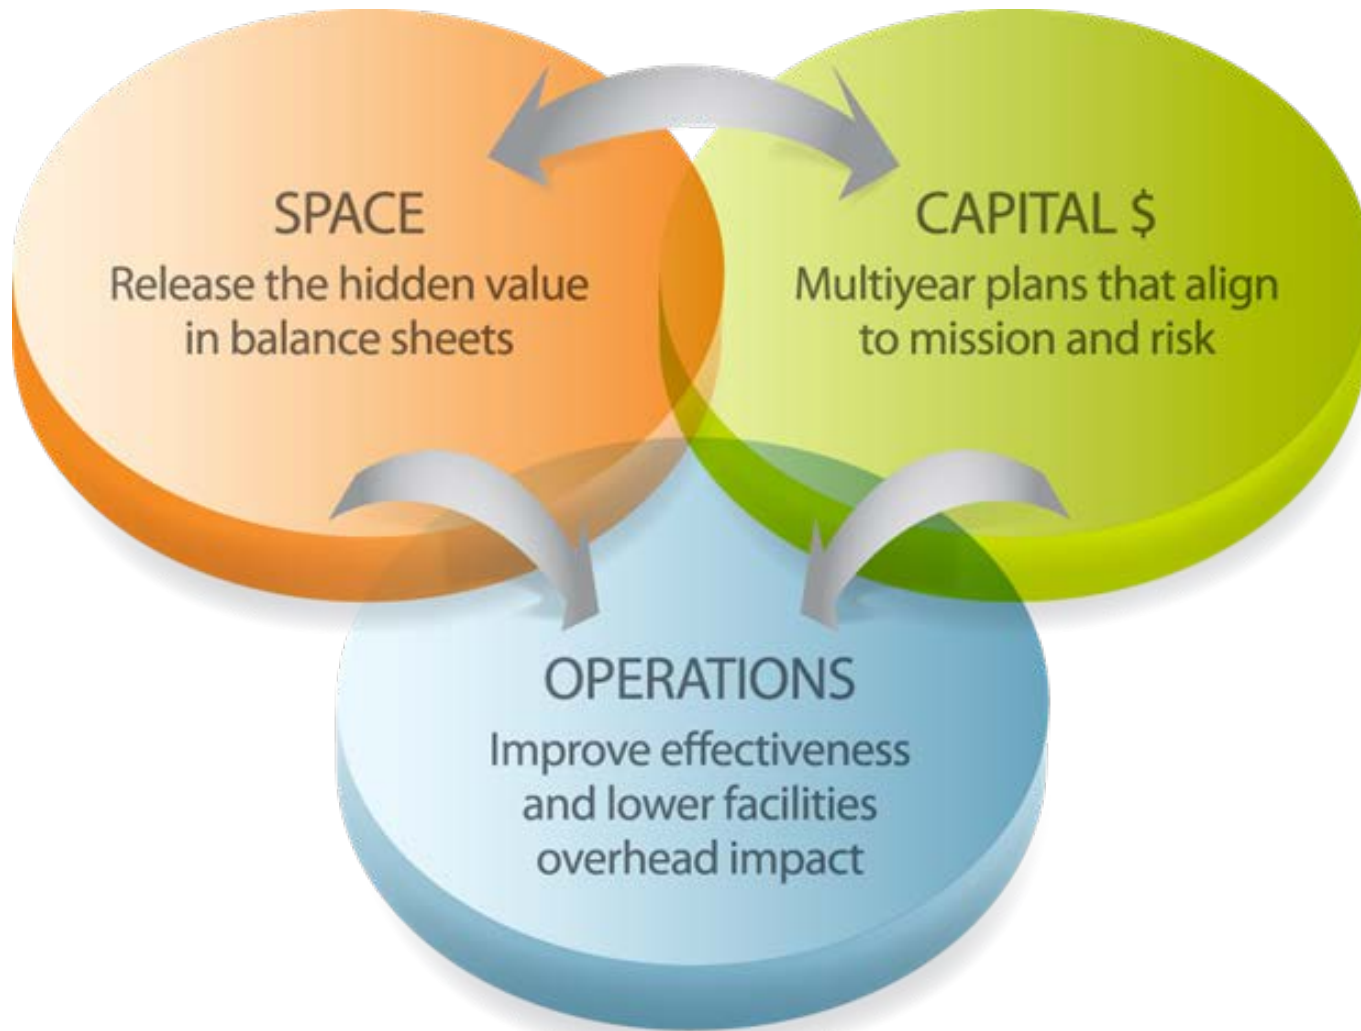 SPACE
Release the hidden value
in balance sheets
CAPITAL $
Multiyear plans that align
to mission and risk
OPERATIONS
Improve effectiveness
and lower facilities
overhead impact